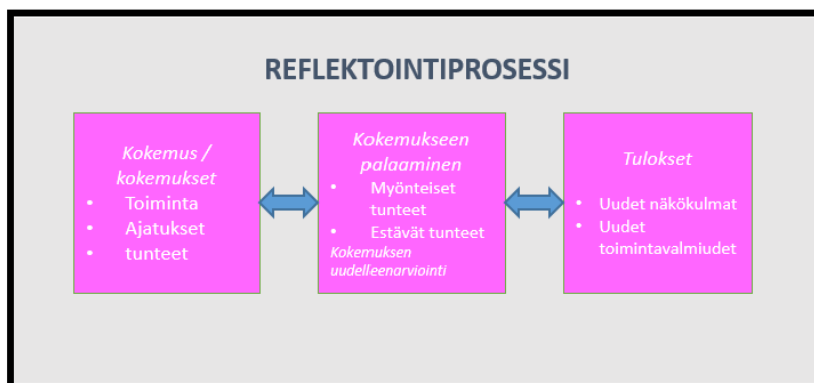 REFLEKTOINTIPROSESSI
Kokemus /
kokemukset
• Toiminta
• Ajatukset
• tunteet
Kokemukseen
palaaminen
• Myönteiset
tunteet
• Estävät tunteet
Kokemuksen
uudelleenarviointi
Tulokset
• Uudet näkökulmat
• Uudet
toimintavalmiudet